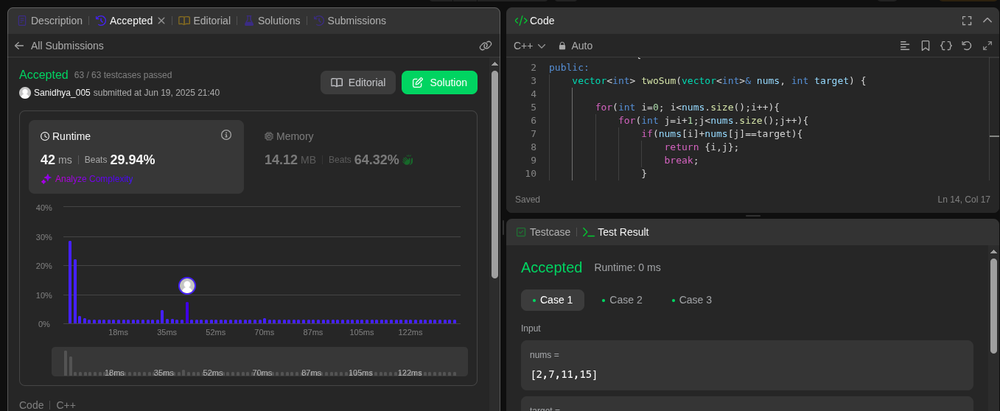 Description | Accepted | Editorial | Solutions | Submissions
All Submissions
Accepted 63 / 63 testcases passed
Sanidhya_005 submitted at Jun 19, 2025 21:40
Editorial
Solution
Runtime
42 ms | Beats 29.94%
Analyze Complexity
Memory
14.12 MB | Beats 64.32%
40%
30%
20%
10%
0%
18ms 35ms 52ms 70ms 87ms 105ms 122ms
18ms 35ms 52ms 70ms 87ms 105ms 122ms
Code | C++
</> Code
C++ Auto
2 public:
3     vector<int> twoSum(vector<int>& nums, int target) {
4
5         for(int i=0; i<nums.size();i++){
6             for(int j=i+1;j<nums.size();j++){
7                 if(nums[i]+nums[j]==target){
8                     return {i,j};
9                     break;
10                 }
Saved
Ln 14, Col 17
Testcase | Test Result
Accepted Runtime: 0 ms
Case 1 Case 2 Case 3
Input
nums =
[2,7,11,15]
target =